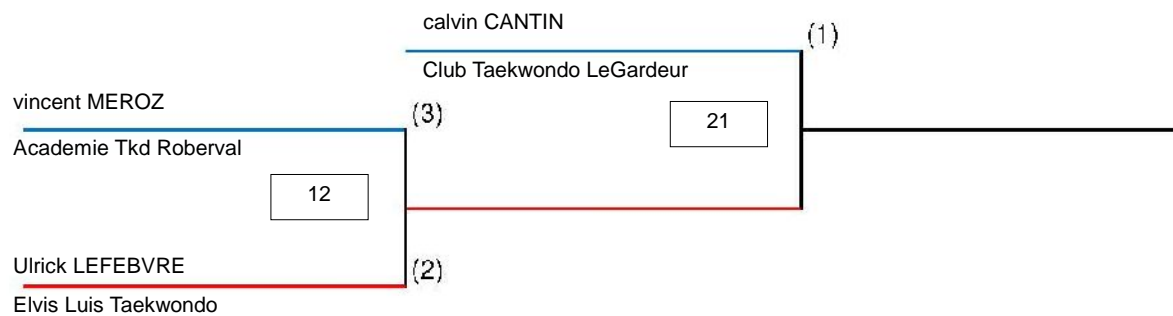 calvin CANTIN
(1)
Club Taekwondo LeGardeur
vincent MEROZ
(3)
21
Academie Tkd Roberval
12
Ulrick LEFEBVRE
(2)
Elvis Luis Taekwondo